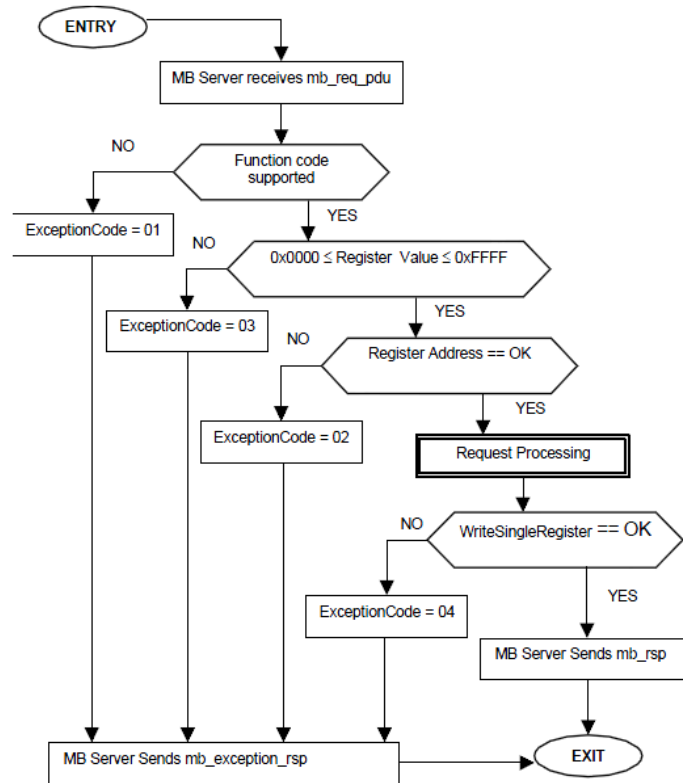 ENTRY
MB Server receives mb_req_pdu
NO
Function code
supported
YES
ExceptionCode = 01
NO
0x0000 ≤ Register Value ≤ 0xFFFF
YES
ExceptionCode = 03
NO
Register Address == OK
YES
ExceptionCode = 02
Request Processing
NO
WriteSingleRegister == OK
YES
ExceptionCode = 04
MB Server Sends mb_rsp
MB Server Sends mb_exception_rsp
EXIT